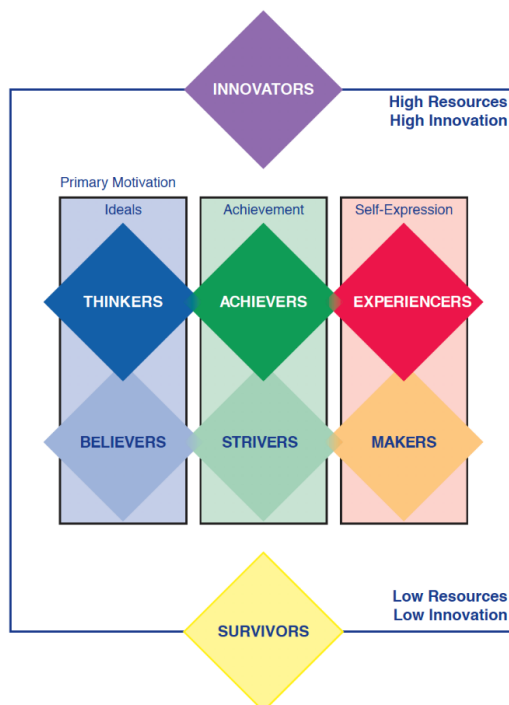 INNOVATORS
High Resources
High Innovation
Primary Motivation
Ideals
Achievement
Self-Expression
THINKERS
ACHIEVERS
EXPERIENCERS
BELIEVERS
STRIVERS
MAKERS
Low Resources
Low Innovation
SURVIVORS